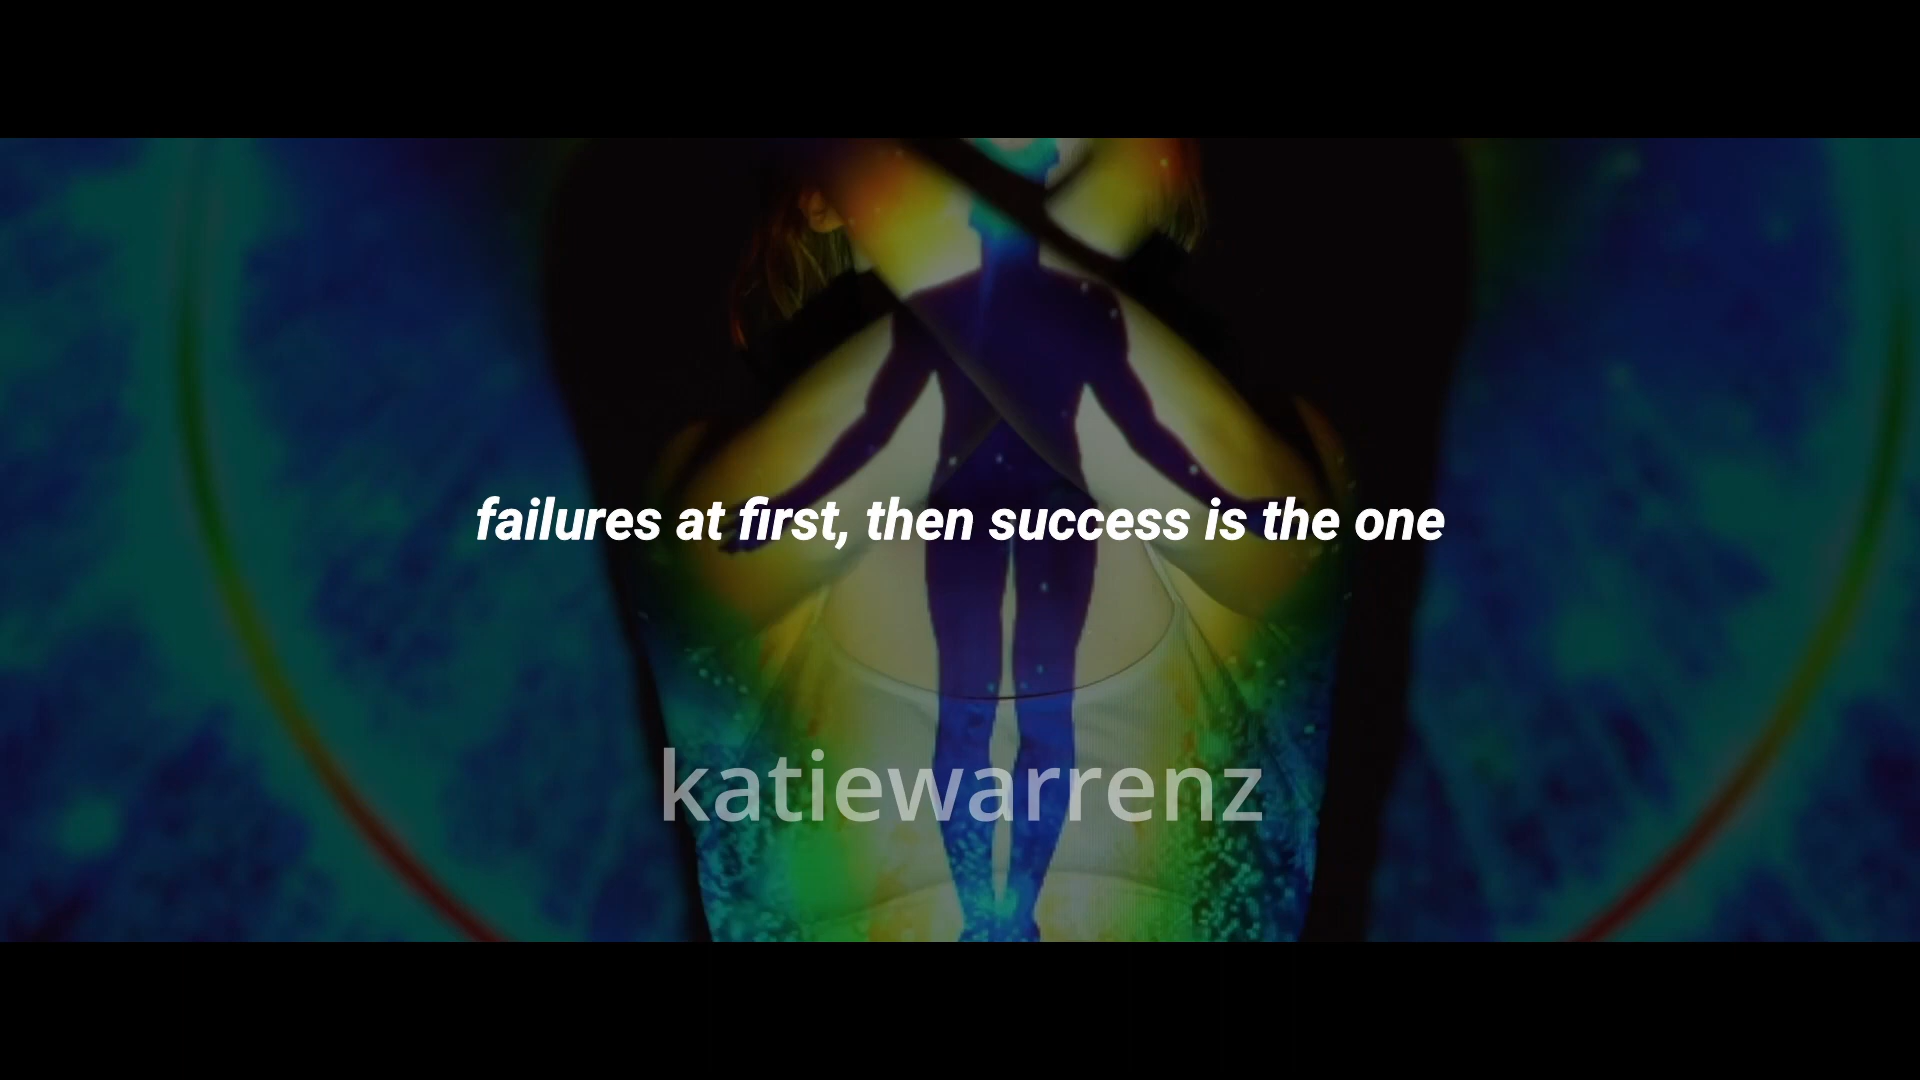 failures at first, then success is the one
katiewarrenz